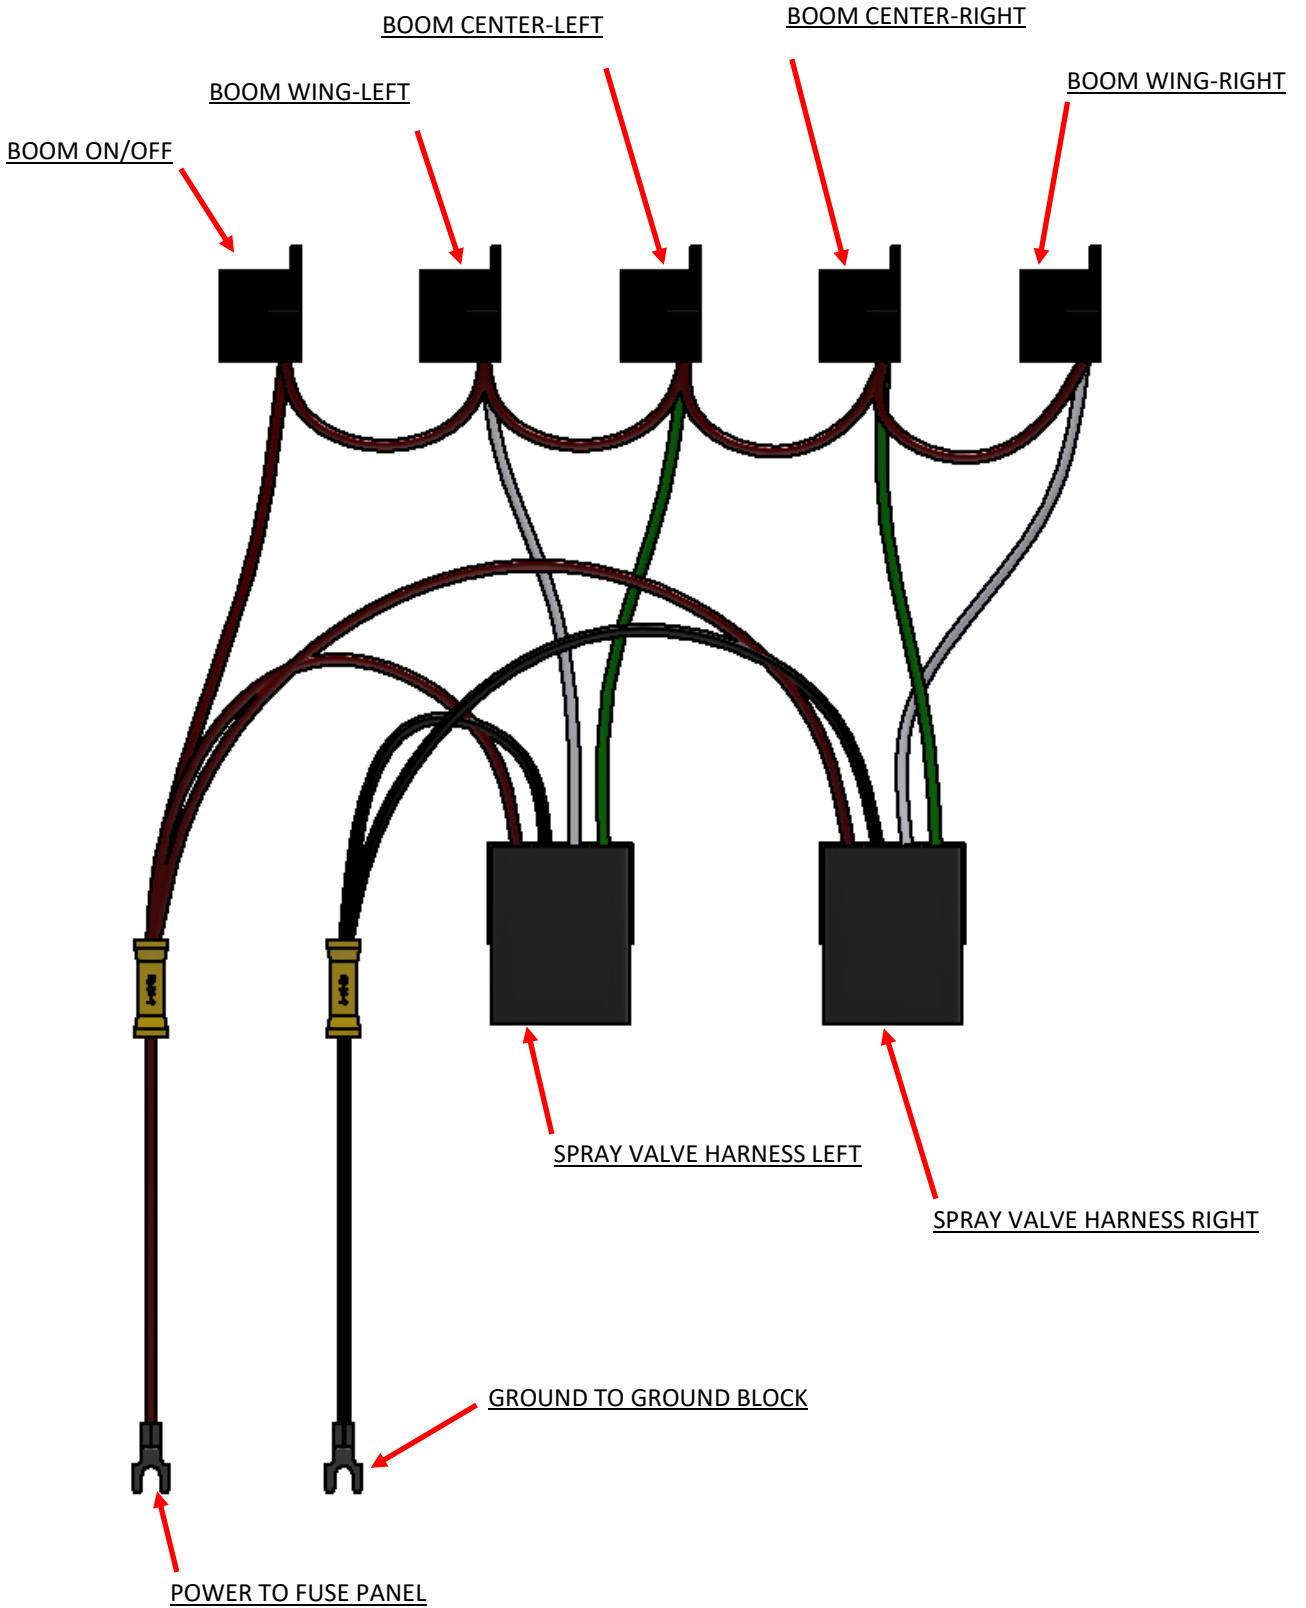 BOOM CENTER-RIGHT
BOOM CENTER-LEFT
BOOM WING-RIGHT
BOOM WING-LEFT
BOOM ON/OFF
SPRAY VALVE HARNESS LEFT
SPRAY VALVE HARNESS RIGHT
GROUND TO GROUND BLOCK
POWER TO FUSE PANEL